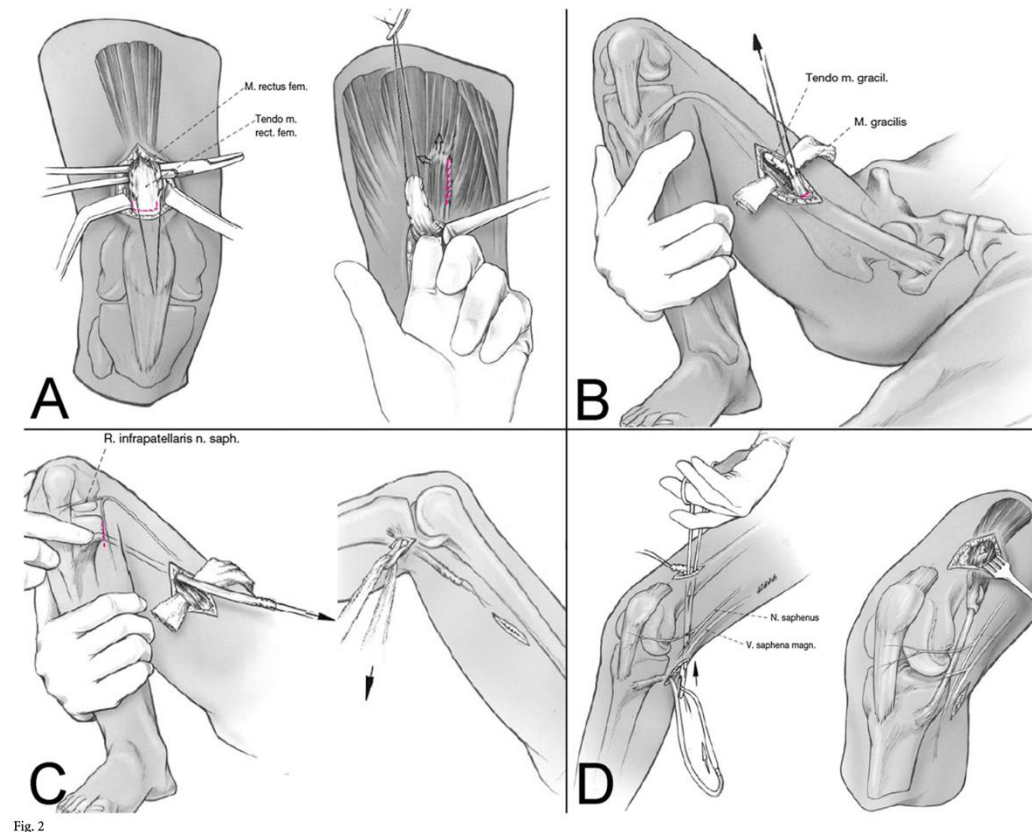 M. rectus fem.
Tendo m.
rect. fem.
A
Tendo m. gracil.
M. gracilis
B
R. infrapatellaris n. saph.
C
N. saphenus
V. saphena magn.
D
Fig. 2